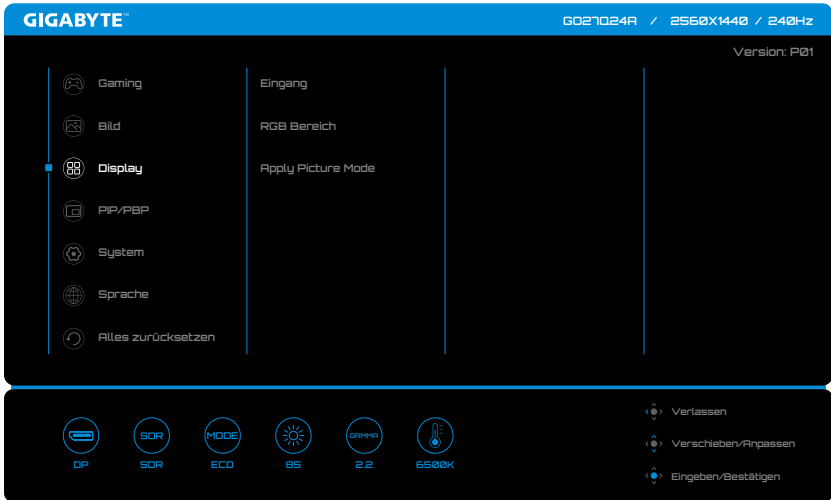 GIGABYTE™
GO27Q24A / 2560X1440 / 240Hz
Version: P01
Gaming
Eingang
Bild
RGB Bereich
Display
Apply Picture Mode
PIP/PBP
System
Sprache
Alles zurücksetzen
SDR
MODE
GAMMA
DP
SDR
ECO
85
2.2
6500K
Verlassen
Verschieben/Anpassen
Eingeben/Bestätigen